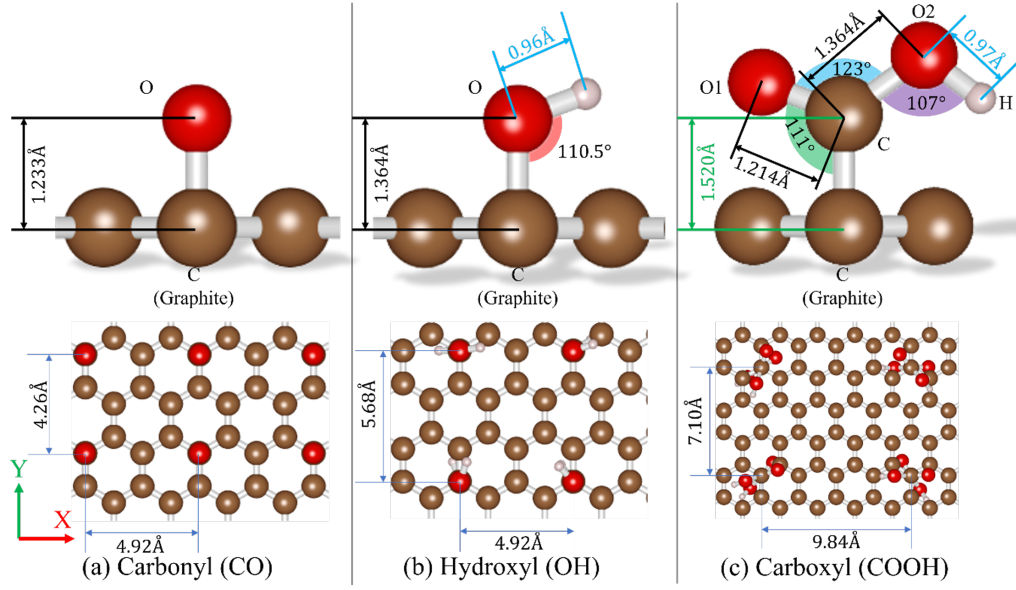 O
1.233Å
C
(Graphite)
4.26Å
Y
X
4.92Å
(a) Carbonyl (CO)
0.96Å
O
1.364Å
110.5°
C
(Graphite)
5.68Å
4.92Å
(b) Hydroxyl (OH)
O2
1.364Å
0.97Å
O1
123°
107°
H
111°
C
1.520Å
1.214Å
C
(Graphite)
7.10Å
9.84Å
(c) Carboxyl (COOH)